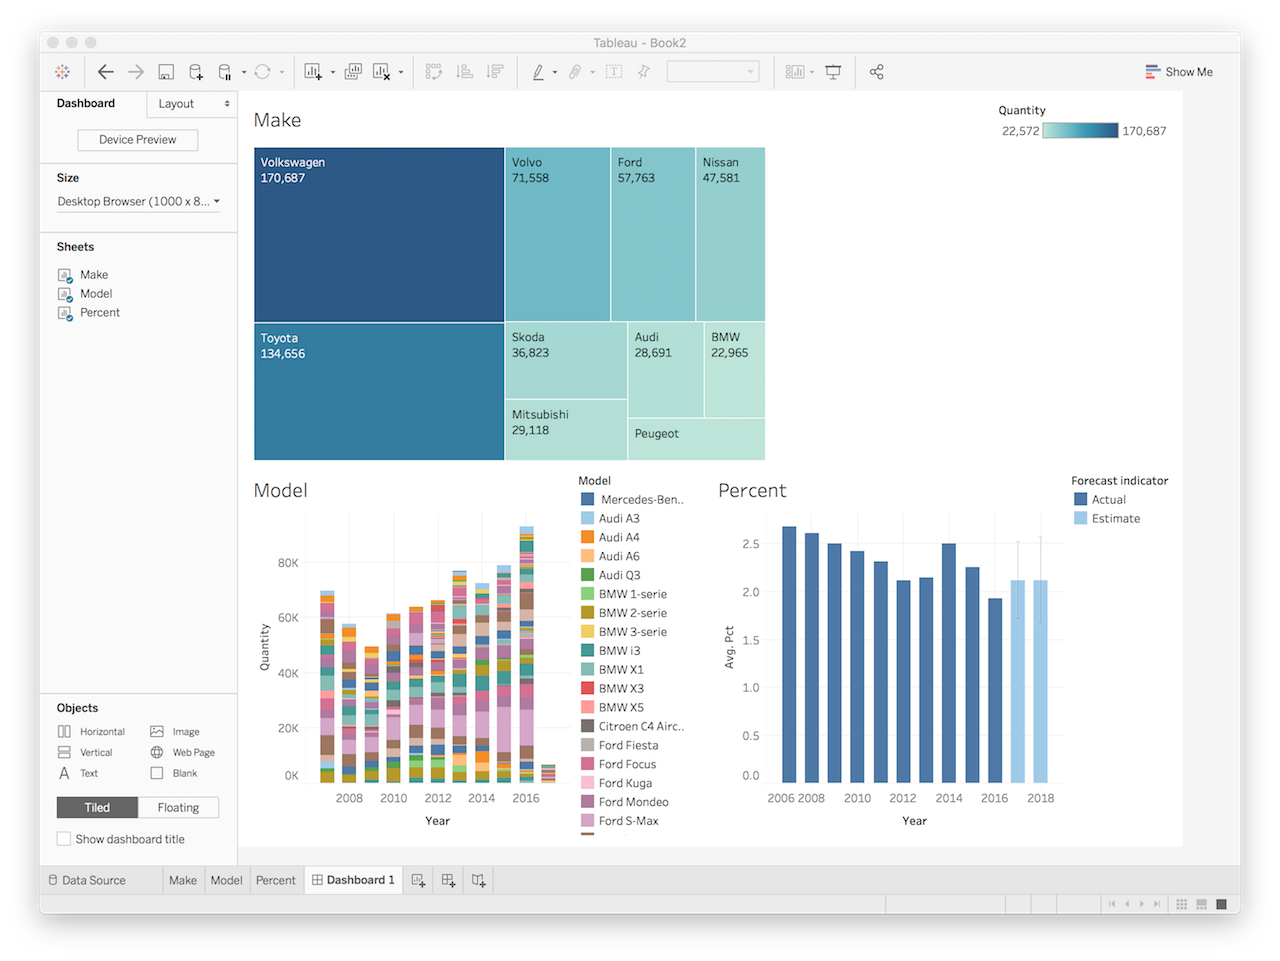 Tableau - Book2
Show Me
Dashboard
Layout
Device Preview
Size
Desktop Browser (1000 x 8...
Sheets
Make
Model
Percent
Objects
Horizontal
Image
Vertical
Web Page
Text
Blank
Tiled
Floating
Show dashboard title
Make
Quantity
22,572
170,687
Volkswagen
170,687
Volvo
71,558
Ford
57,763
Nissan
47,581
Toyota
134,656
Skoda
36,823
Audi
28,691
BMW
22,965
Mitsubishi
29,118
Peugeot
Model
Quantity
80K
60K
40K
20K
0K
2008 2010 2012 2014 2016
Year
Model
Mercedes-Ben..
Audi A3
Audi A4
Audi A6
Audi Q3
BMW 1-serie
BMW 2-serie
BMW 3-serie
BMW i3
BMW X1
BMW X3
BMW X5
Citroen C4 Airc..
Ford Fiesta
Ford Focus
Ford Kuga
Ford Mondeo
Ford S-Max
Percent
Avg. Pct
2.5
2.0
1.5
1.0
0.5
0.0
2006 2008 2010 2012 2014 2016 2018
Year
Forecast indicator
Actual
Estimate
Data Source
Make
Model
Percent
Dashboard 1